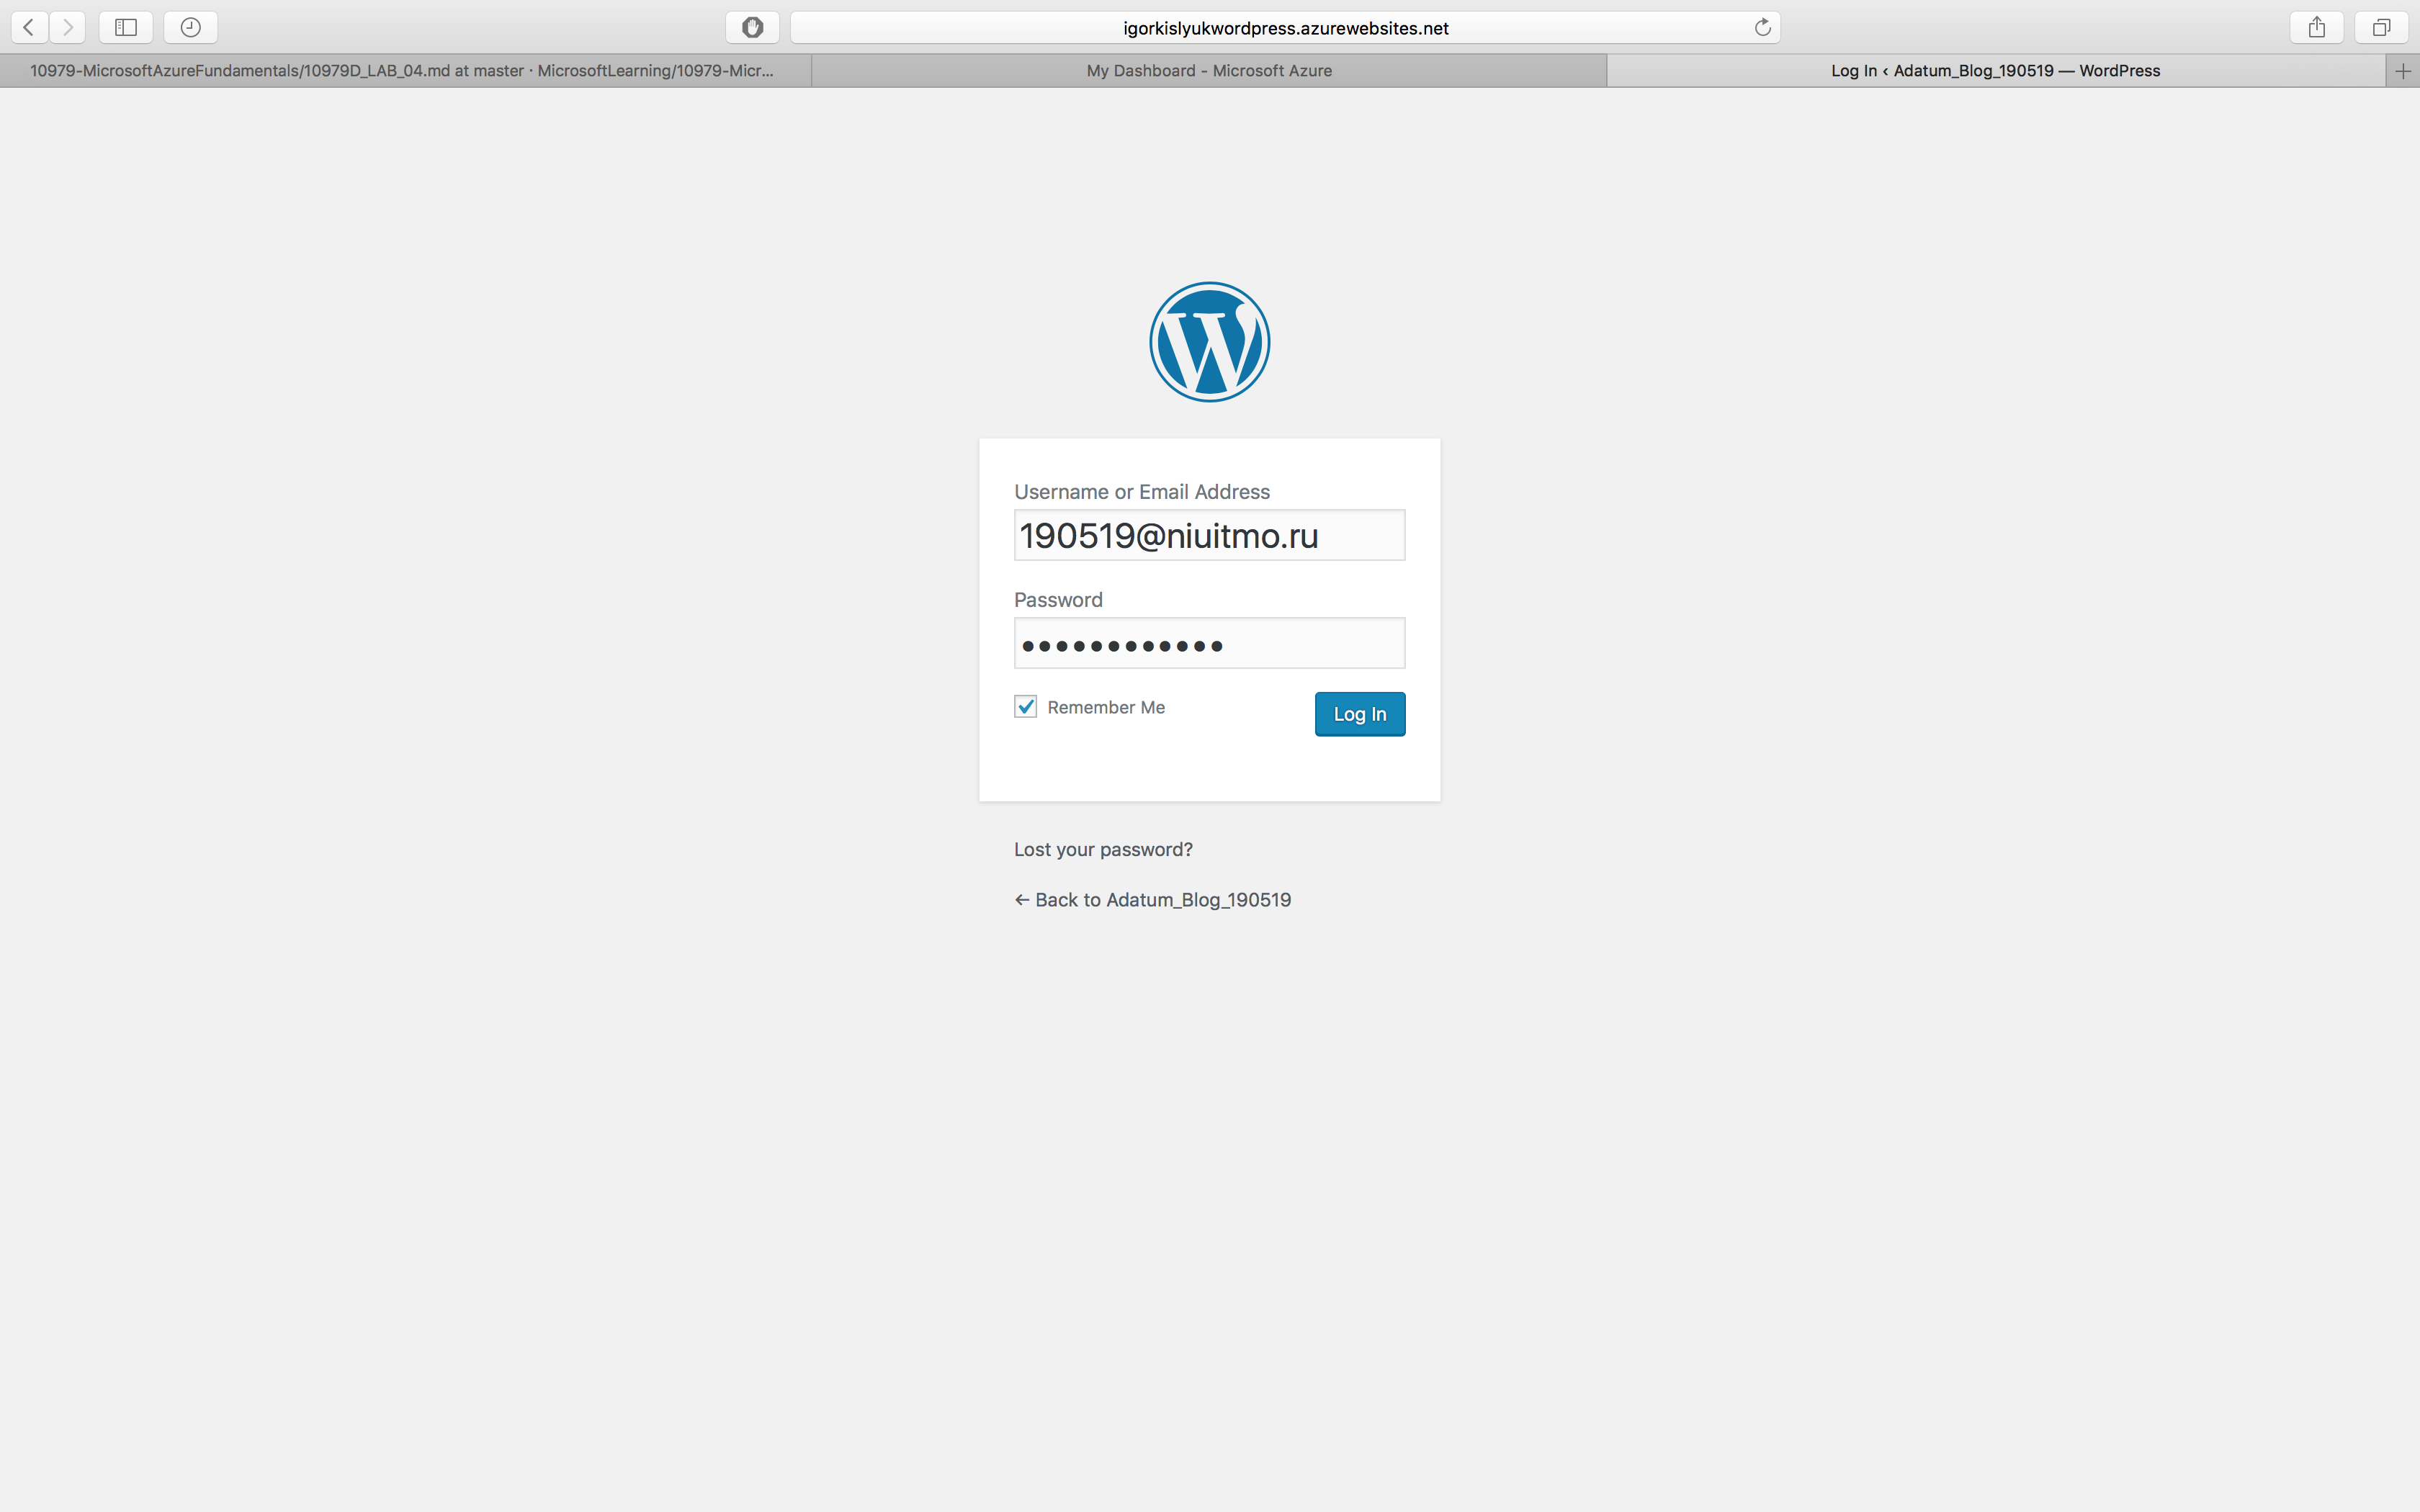 igorkislyukwordpress.azurewebsites.net
10979-MicrosoftAzureFundamentals/10979D_LAB_04.md at master · MicrosoftLearning/10979-Micr...
My Dashboard - Microsoft Azure
Log In ‹ Adatum_Blog_190519 — WordPress
Username or Email Address
190519@niuitmo.ru
Password
••••••••••••
Remember Me
Log In
Lost your password?
← Back to Adatum_Blog_190519